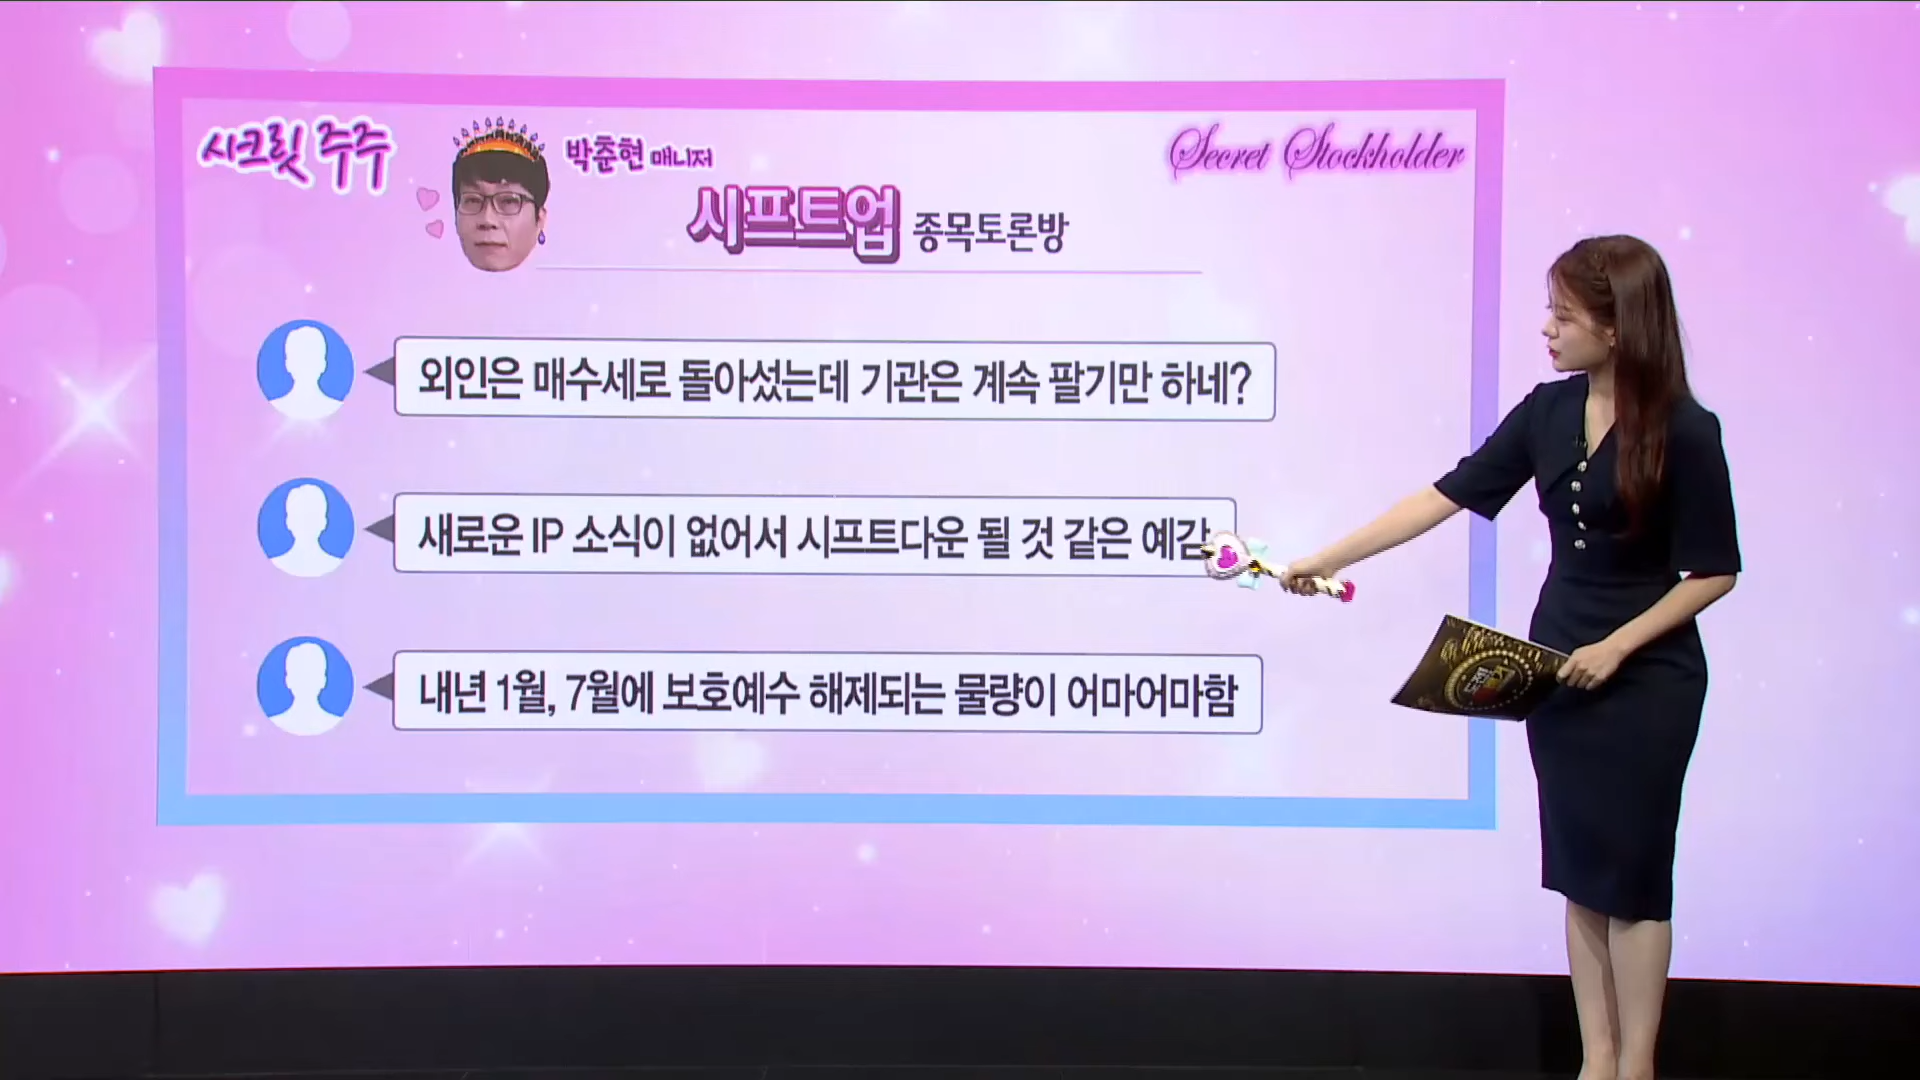 시크릿 주주
박춘현 매니저
Secret Stockholder
시프트업 종목토론방
외인은 매수세로 돌아섰는데 기관은 계속 팔기만 하네?
새로운 IP 소식이 없어서 시프트다운 될 것 같은 예감
내년 1월, 7월에 보호예수 해제되는 물량이 어마어마함